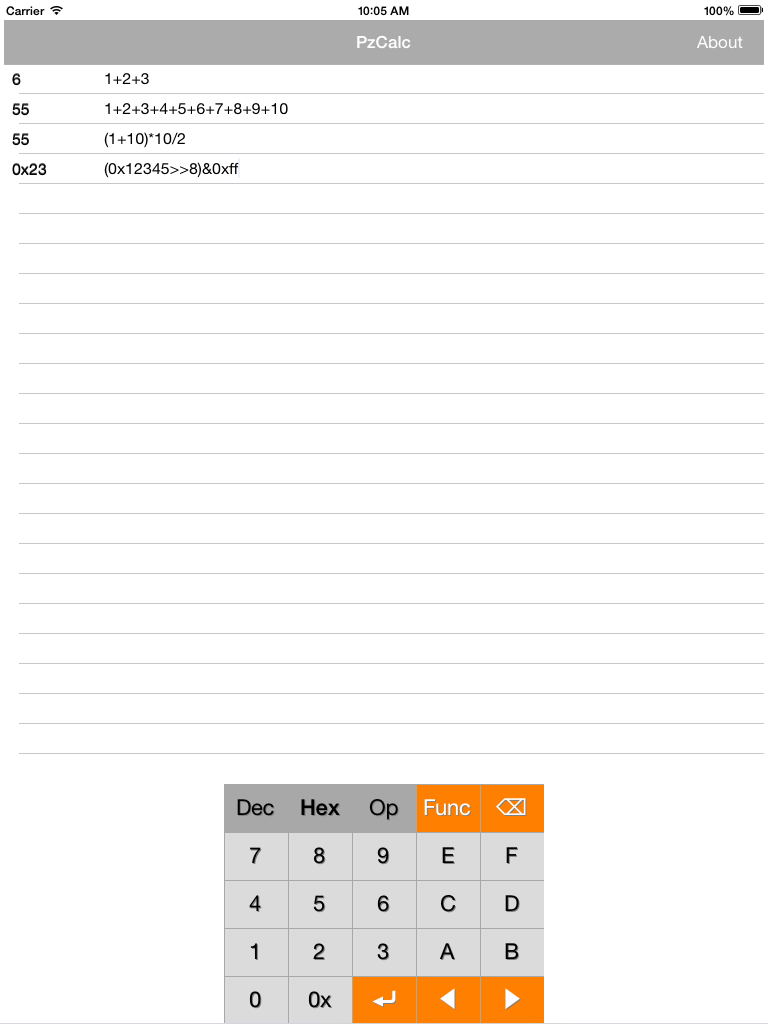 Carrier 10:05 AM 100%
PzCalc About
6 1+2+3
55 1+2+3+4+5+6+7+8+9+10
55 (1+10)*10/2
0x23 (0x12345>>8)&0xff
Dec Hex Op Func
7 8 9 E F
4 5 6 C D
1 2 3 A B
0 0x